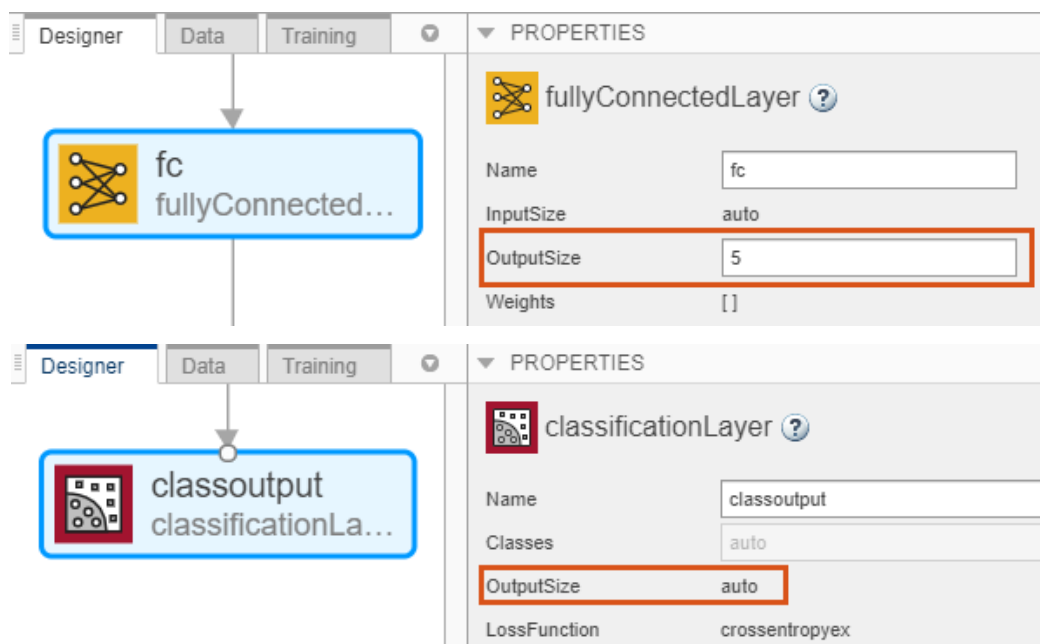 Designer Data Training PROPERTIES
fc
fullyConnected...
fullyConnectedLayer ?
Name fc
InputSize auto
OutputSize 5
Weights [ ]
Designer Data Training PROPERTIES
classoutput
classificationLa...
classificationLayer ?
Name classoutput
Classes auto
OutputSize auto
LossFunction crossentropyex